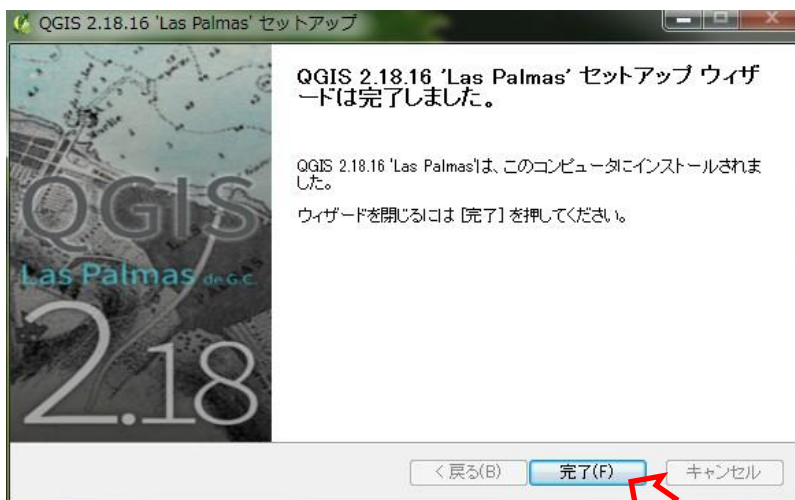 QGIS 2.18.16 'Las Palmas' セットアップ
QGIS 2.18.16 'Las Palmas' セットアップ ウィザ
ードは完了しました。
QGIS 2.18.16 'Las Palmas'は、このコンピュータにインストールされま
した。
ウィザードを閉じるには [完了] を押してください。
QGIS
Las Palmas de G.C.
2.18
< 戻る(B)
完了(F)
キャンセル